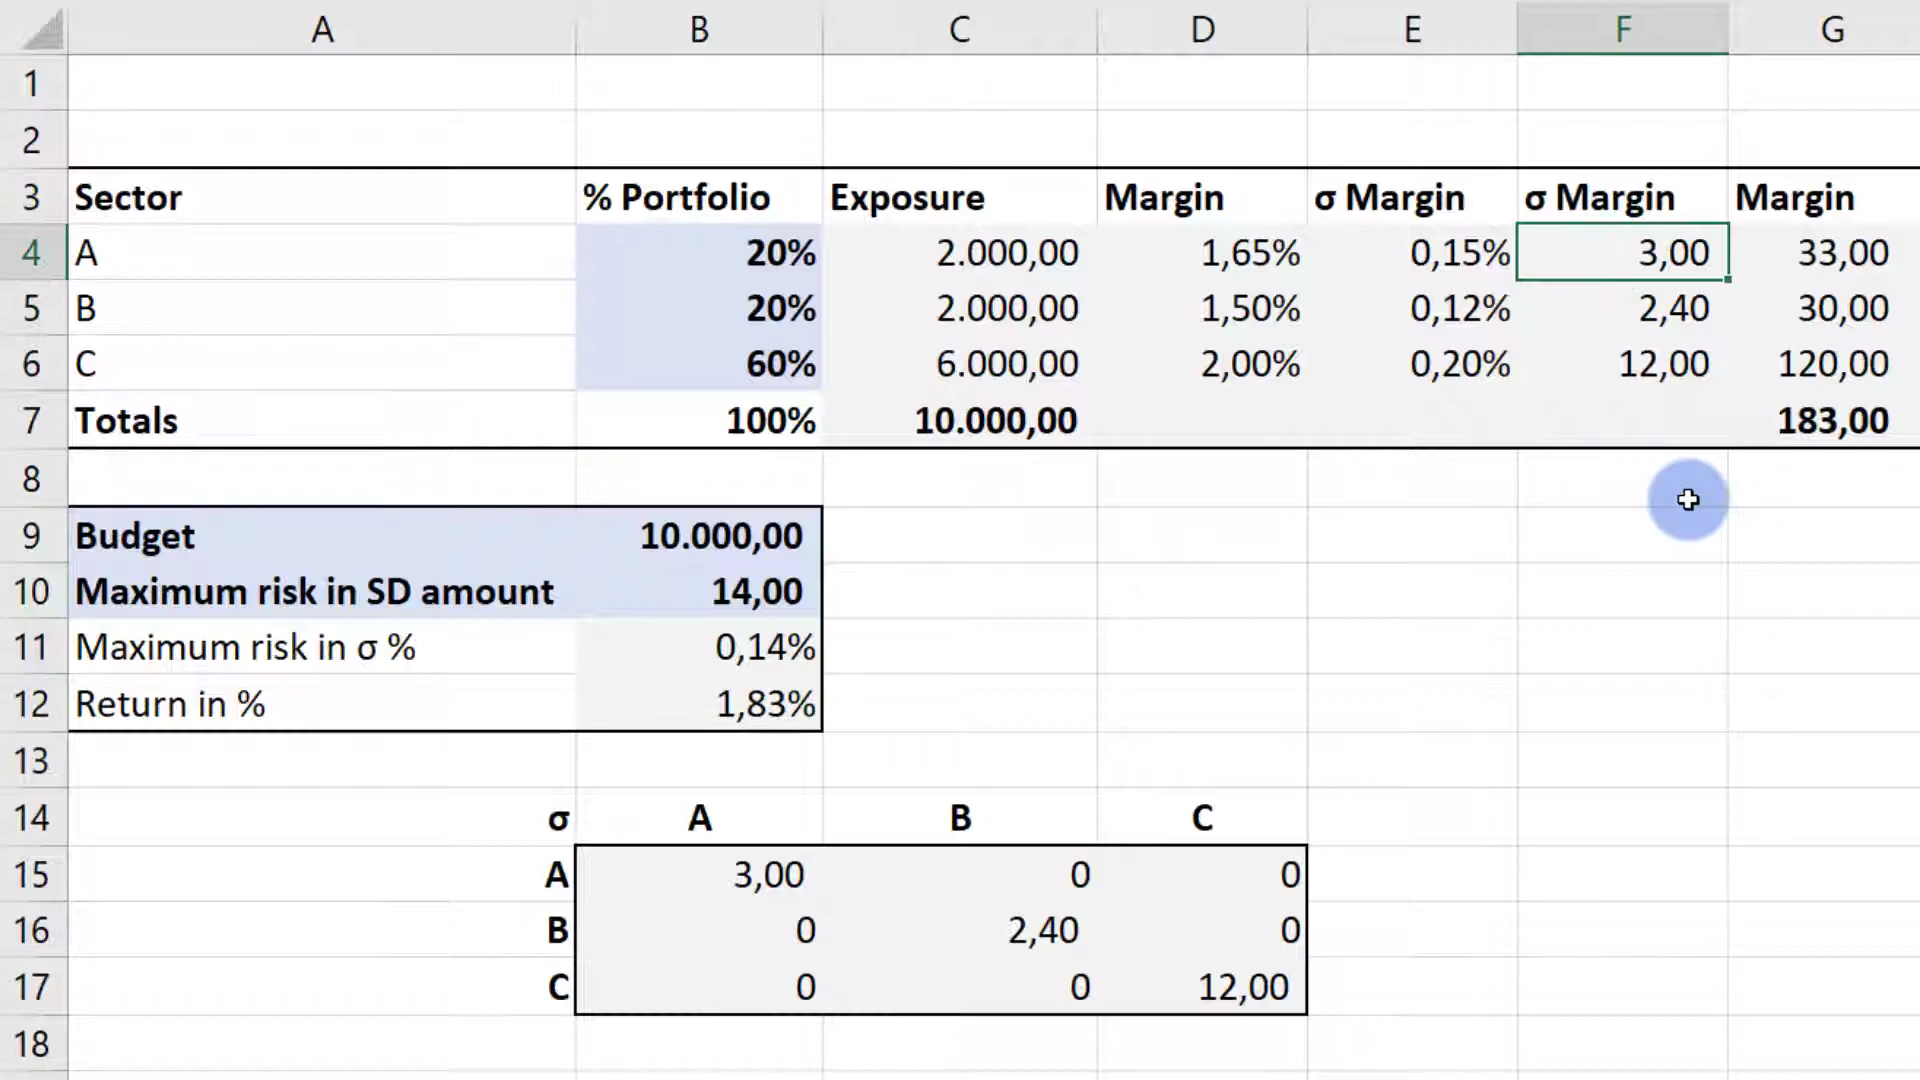 A B C D E F G
1
2
3 Sector % Portfolio Exposure Margin σ Margin σ Margin Margin
4 A 20% 2.000,00 1,65% 0,15% 3,00 33,00
5 B 20% 2.000,00 1,50% 0,12% 2,40 30,00
6 C 60% 6.000,00 2,00% 0,20% 12,00 120,00
7 Totals 100% 10.000,00 183,00
8
9 Budget 10.000,00
10 Maximum risk in SD amount 14,00
11 Maximum risk in σ % 0,14%
12 Return in % 1,83%
13
14 σ A B C
15 A 3,00 0 0
16 B 0 2,40 0
17 C 0 0 12,00
18